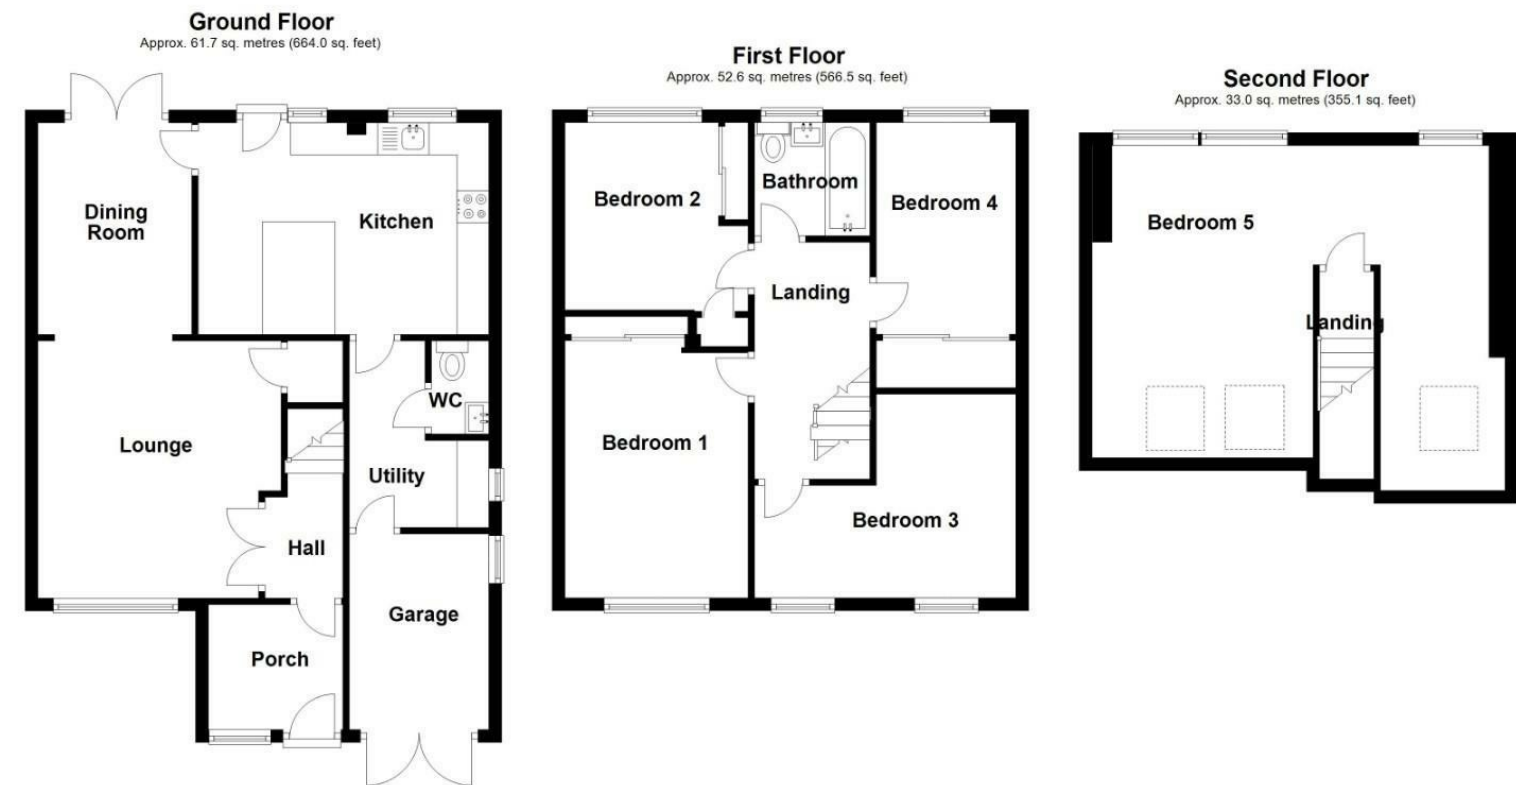 Ground Floor
Approx. 61.7 sq. metres (664.0 sq. feet)
Dining
Room
Kitchen
Lounge
WC
Utility
Hall
Garage
Porch
First Floor
Approx. 52.6 sq. metres (566.5 sq. feet)
Bedroom 2
Bathroom
Bedroom 4
Landing
Bedroom 1
Bedroom 3
Second Floor
Approx. 33.0 sq. metres (355.1 sq. feet)
Bedroom 5
Landing